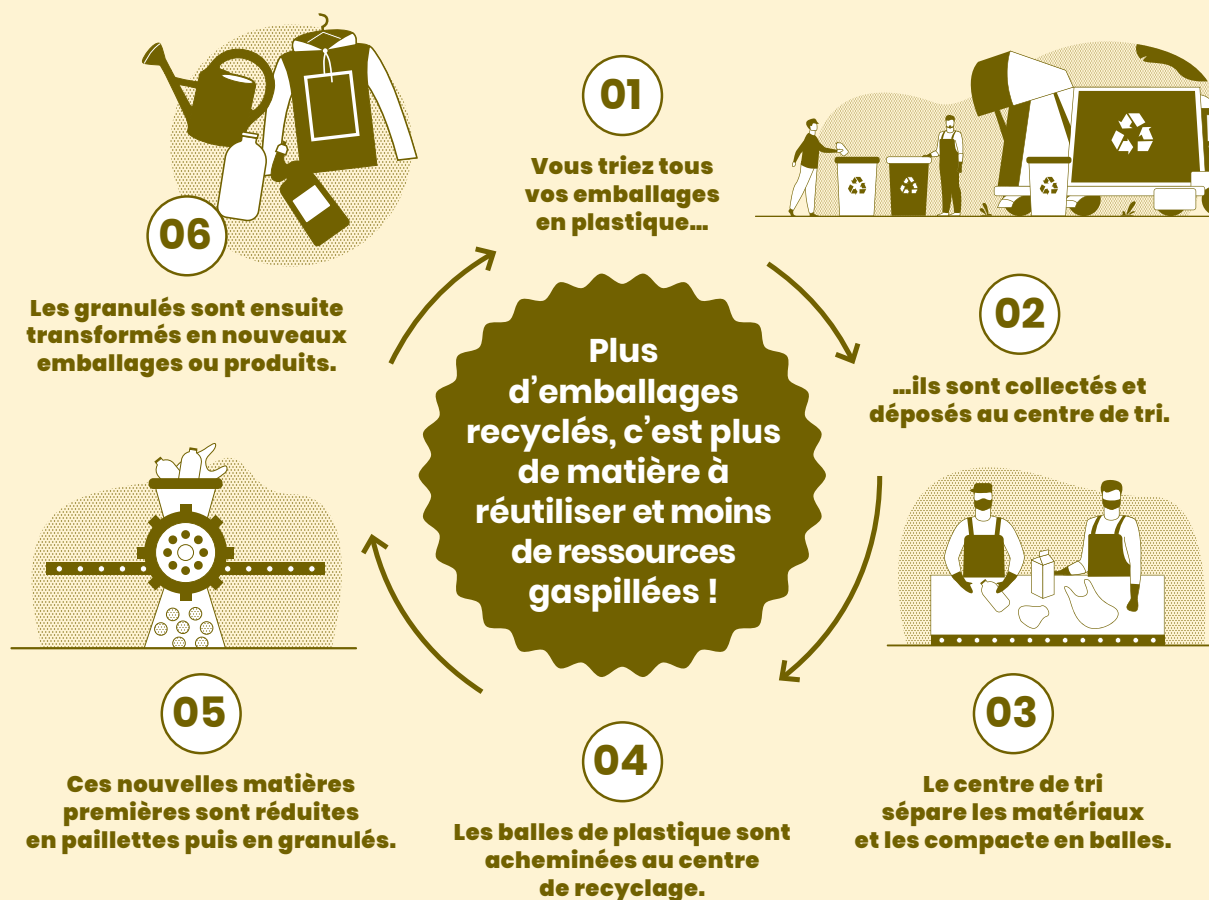 01
Vous triez tous
vos emballages
en plastique...
02
...ils sont collectés et
déposés au centre de tri.
03
Le centre de tri
sépare les matériaux
et les compacte en balles.
04
Les balles de plastique sont
acheminées au centre
de recyclage.
05
Ces nouvelles matières
premières sont réduites
en paillettes puis en granulés.
06
Les granulés sont ensuite
transformés en nouveaux
emballages ou produits.
Plus
d’emballages
recyclés, c’est plus
de matière à
réutiliser et moins
de ressources
gaspillées !